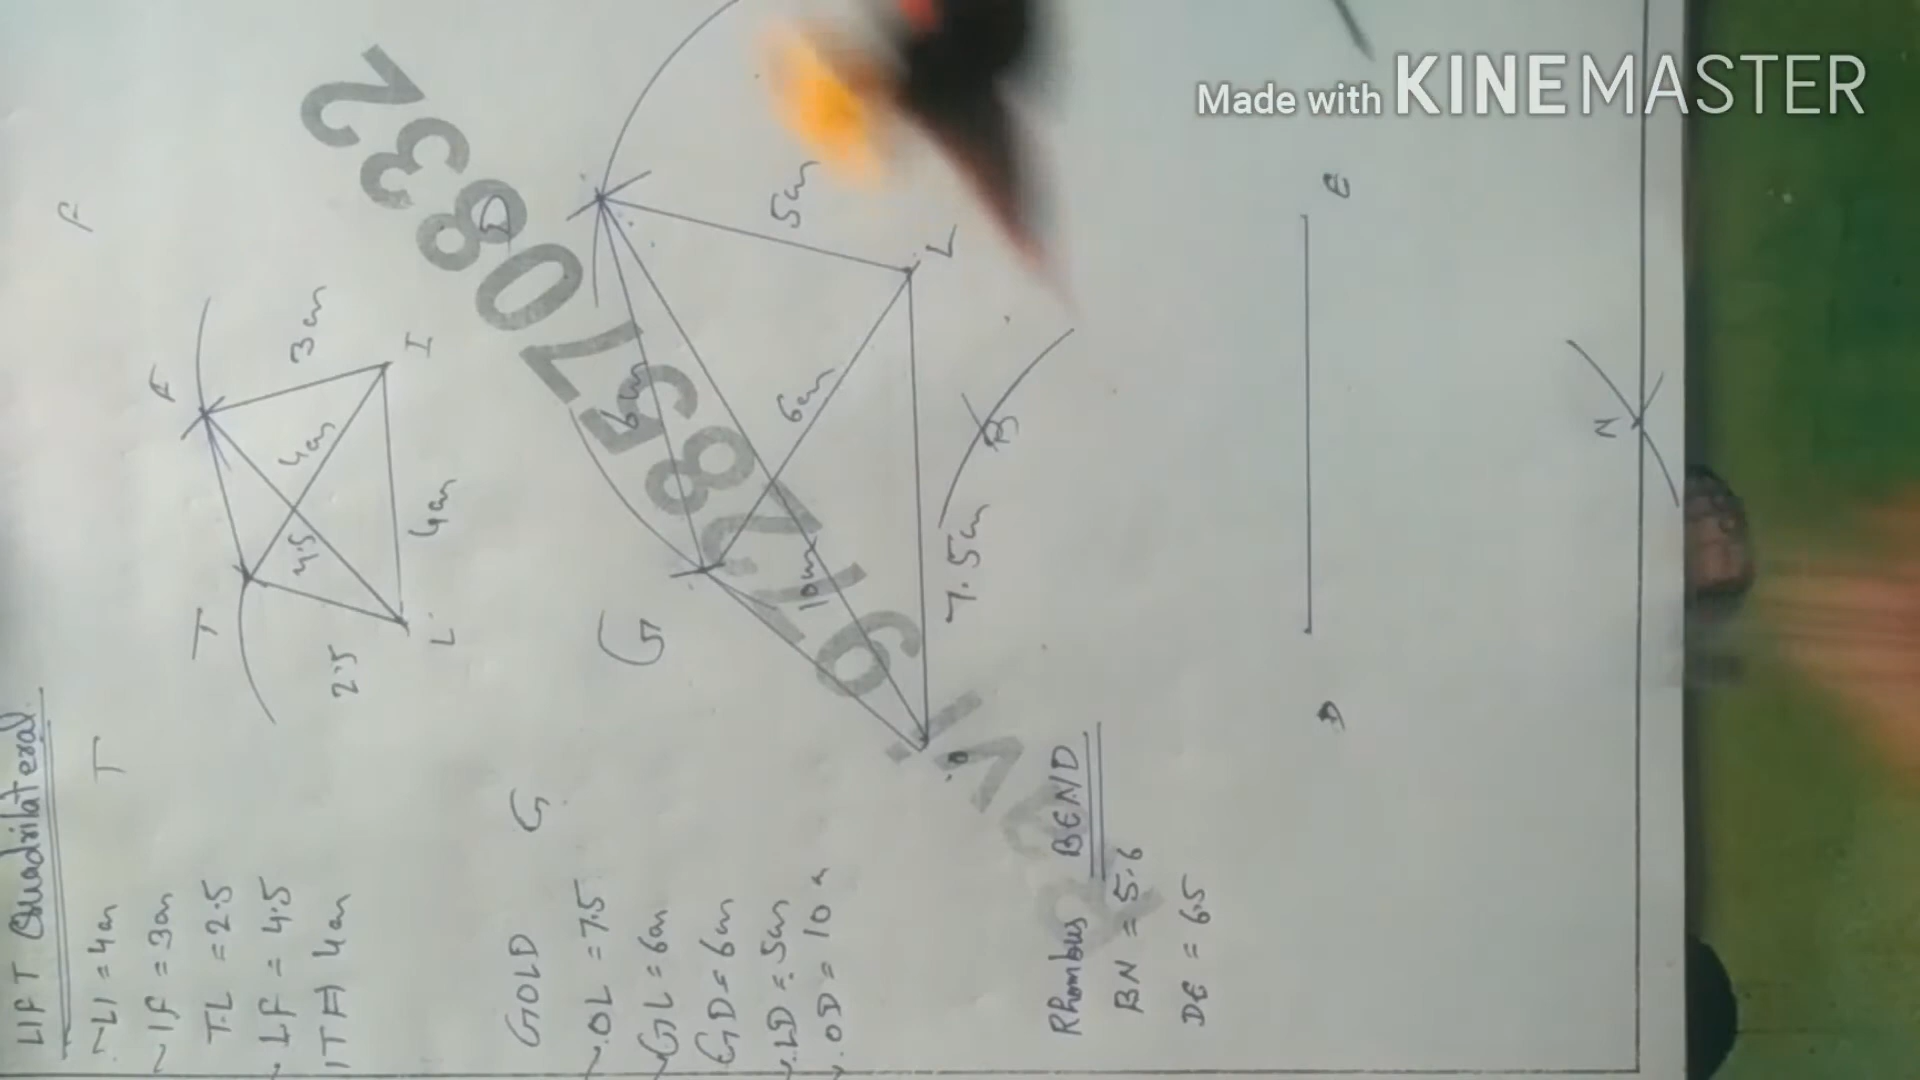 Made with KINEMASTER
LIFT Quadrilateral
LI = 4cm
IF = 3cm
TL = 2.5
LF = 4.5
IT = 4cm
T
F
T
F
3cm
4cm
4.5
2.5
4cm
L
I
GOLD
OL = 7.5
GL = 6cm
GD = 6cm
LD = 5cm
OD = 10
G
G
D
6cm
5cm
6cm
10cm
7.5cm
O
L
Rhombus BEND
BN = 5.6
DE = 6.5
B
D
E
N